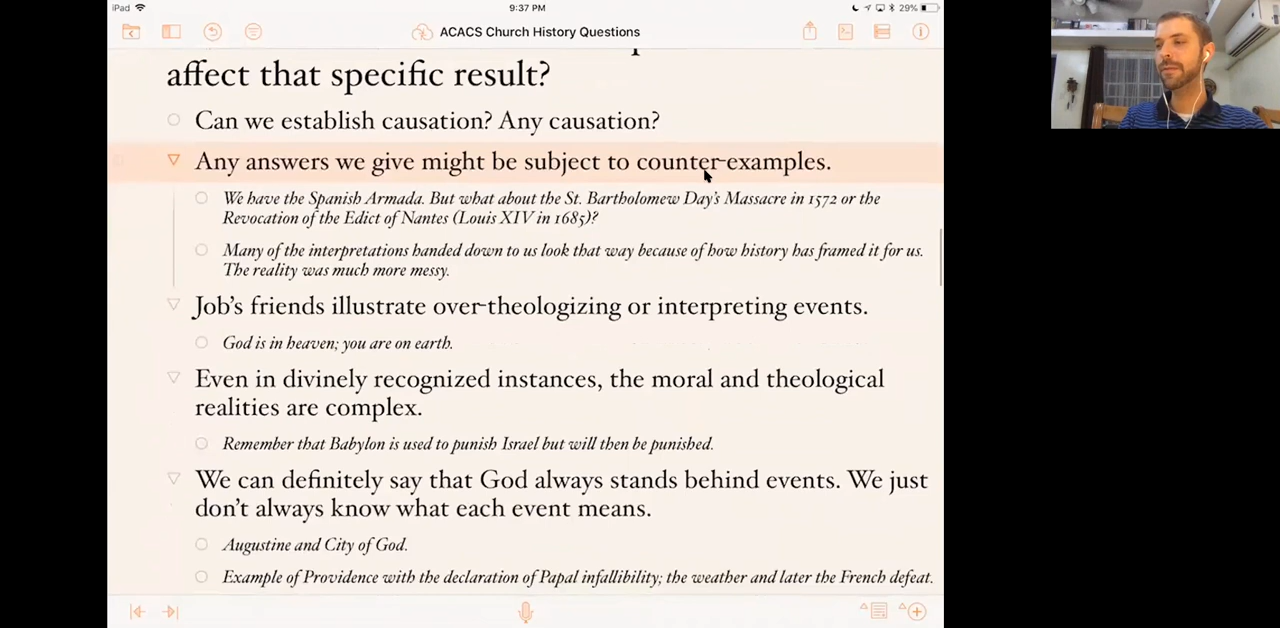 iPad
9:37 PM
29%
ACACS Church History Questions
affect that specific result?
Can we establish causation? Any causation?
Any answers we give might be subject to counter-examples.
We have the Spanish Armada. But what about the St. Bartholomew Day's Massacre in 1572 or the
Revocation of the Edict of Nantes (Louis XIV in 1685)?
Many of the interpretations handed down to us look that way because of how history has framed it for us.
The reality was much more messy.
Job's friends illustrate over-theologizing or interpreting events.
God is in heaven; you are on earth.
Even in divinely recognized instances, the moral and theological
realities are complex.
Remember that Babylon is used to punish Israel but will then be punished.
We can definitely say that God always stands behind events. We just
don't always know what each event means.
Augustine and City of God.
Example of Providence with the declaration of Papal infallibility; the weather and later the French defeat.